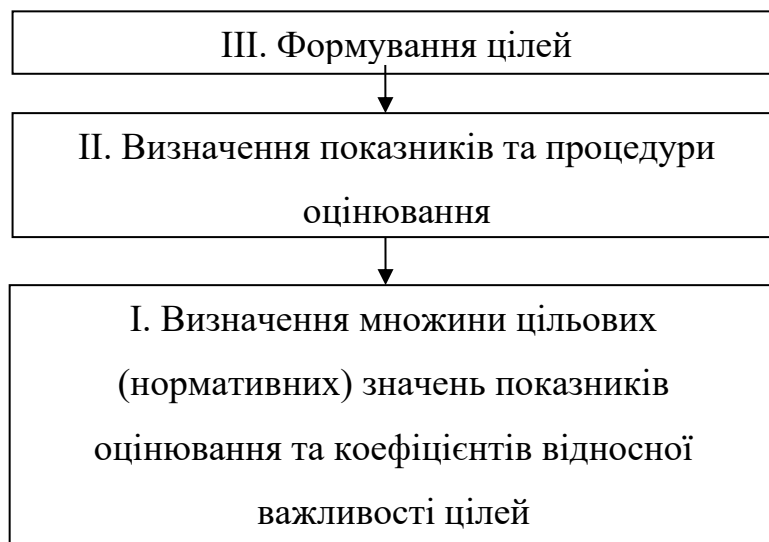 ІІІ. Формування цілей
ІІ. Визначення показників та процедури
оцінювання
І. Визначення множини цільових
(нормативних) значень показників
оцінювання та коефіцієнтів відносної
важливості цілей